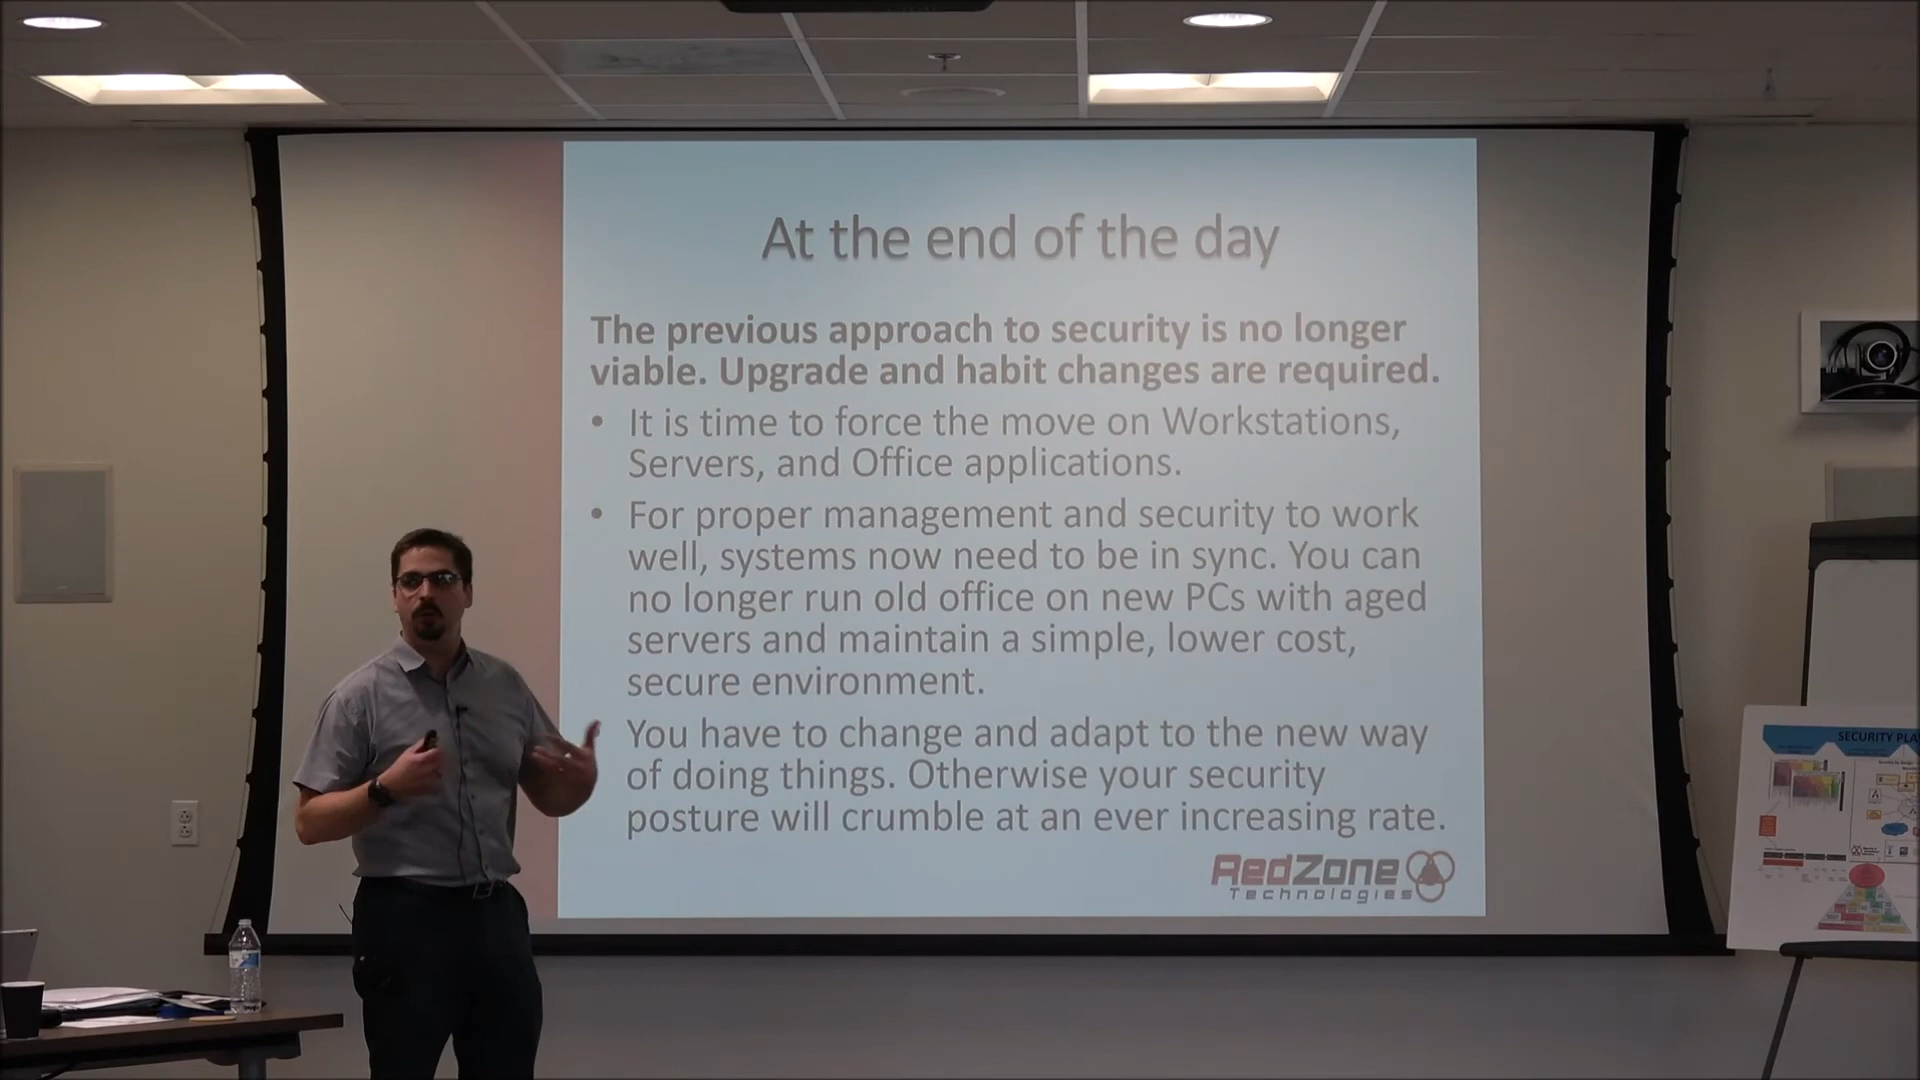 At the end of the day
The previous approach to security is no longer
viable. Upgrade and habit changes are required.
• It is time to force the move on Workstations,
Servers, and Office applications.
• For proper management and security to work
well, systems now need to be in sync. You can
no longer run old office on new PCs with aged
servers and maintain a simple, lower cost,
secure environment.
You have to change and adapt to the new way
of doing things. Otherwise your security
posture will crumble at an ever increasing rate.
RedZone
Technologies
SECURITY